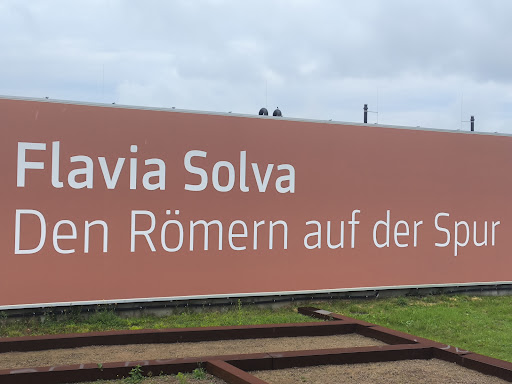 Flavia Solva
Den Römern auf der Spur